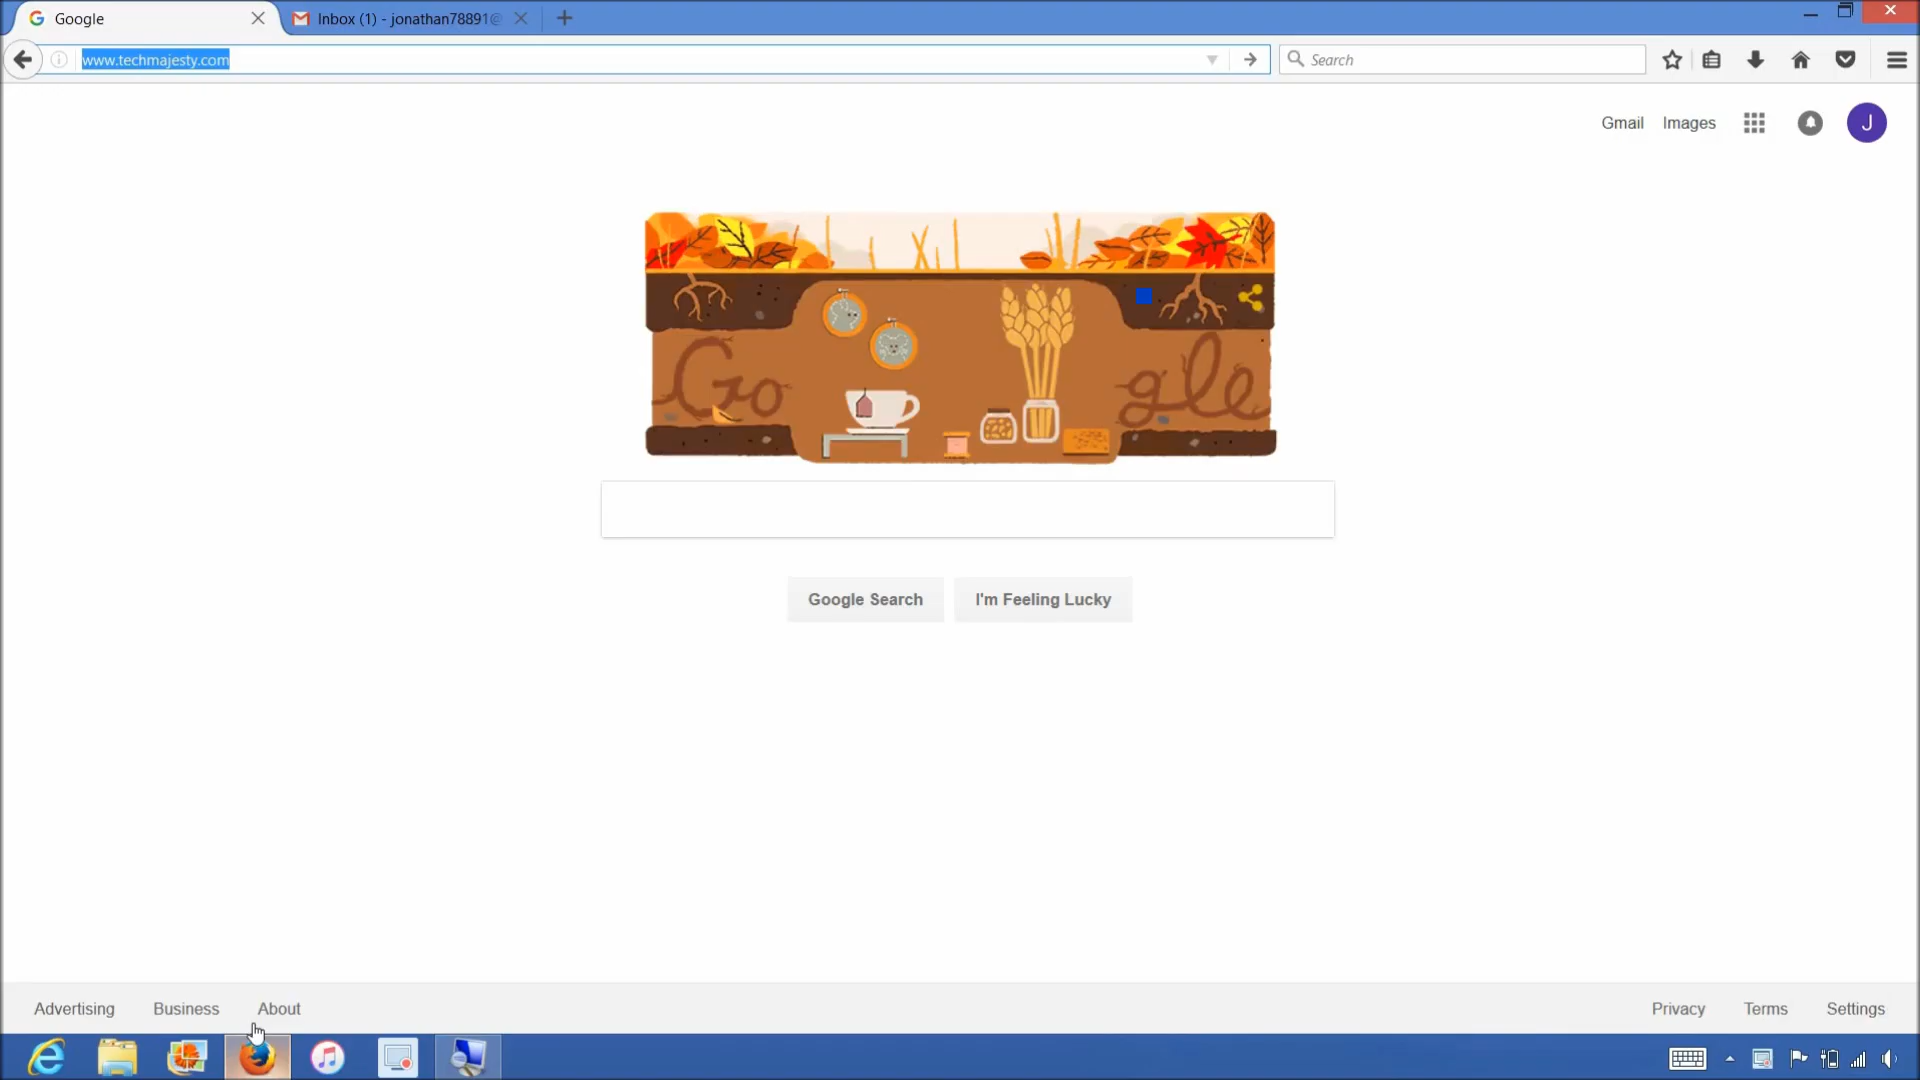 Google
Inbox (1) - jonathan78891@
www.techmajesty.com
Search
Gmail
Images
J
Go gle
Google Search
I'm Feeling Lucky
Advertising
Business
About
Privacy
Terms
Settings